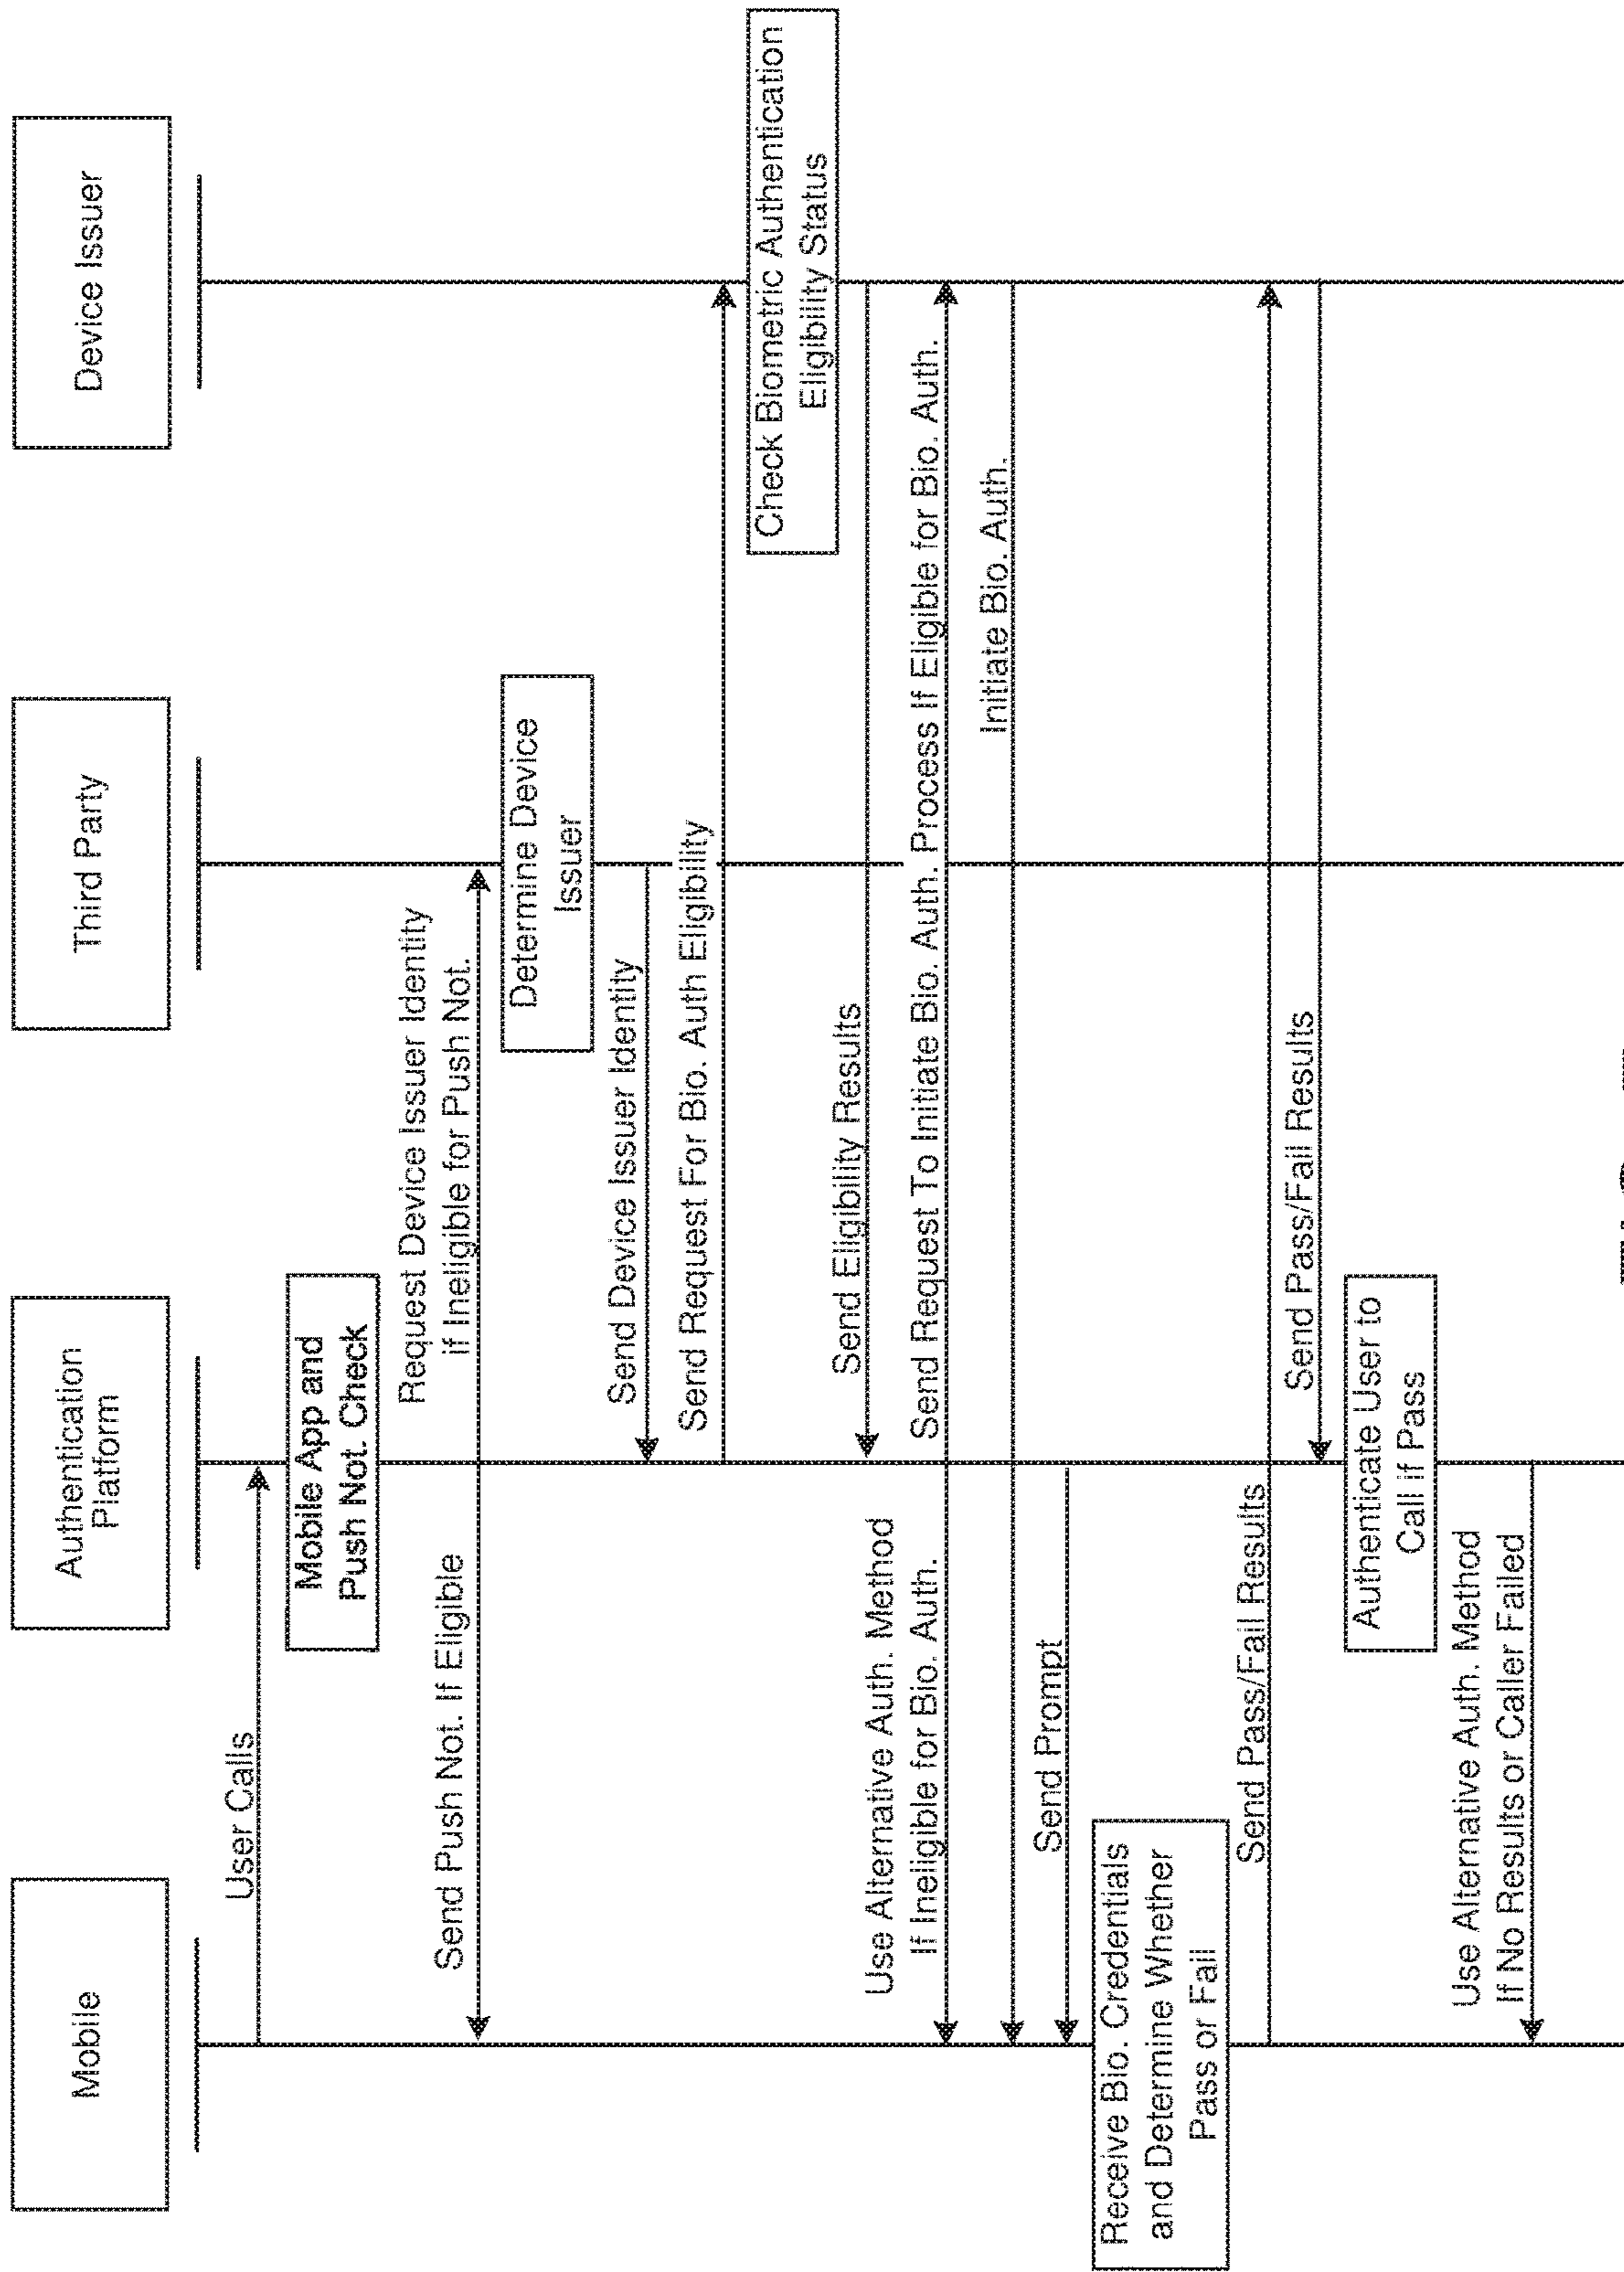 Mobile
Authentication
Platform
Third Party
Device Issuer
User Calls
Mobile App and
Push Not. Check
Send Push Not. If Eligible
Request Device Issuer Identity
if Ineligible for Push Not.
Determine Device
Issuer
Send Device Issuer Identity
Send Request For Bio. Auth Eligibility
Check Biometric Authentication
Eligibility Status
Send Eligibility Results
Use Alternative Auth. Method
If Ineligible for Bio. Auth.
Send Request To Initiate Bio. Auth. Process If Eligible for Bio. Auth.
Initiate Bio. Auth.
Send Prompt
Receive Bio. Credentials
and Determine Whether
Pass or Fail
Send Pass/Fail Results
Send Pass/Fail Results
Authenticate User to
Call if Pass
Use Alternative Auth. Method
If No Results or Caller Failed